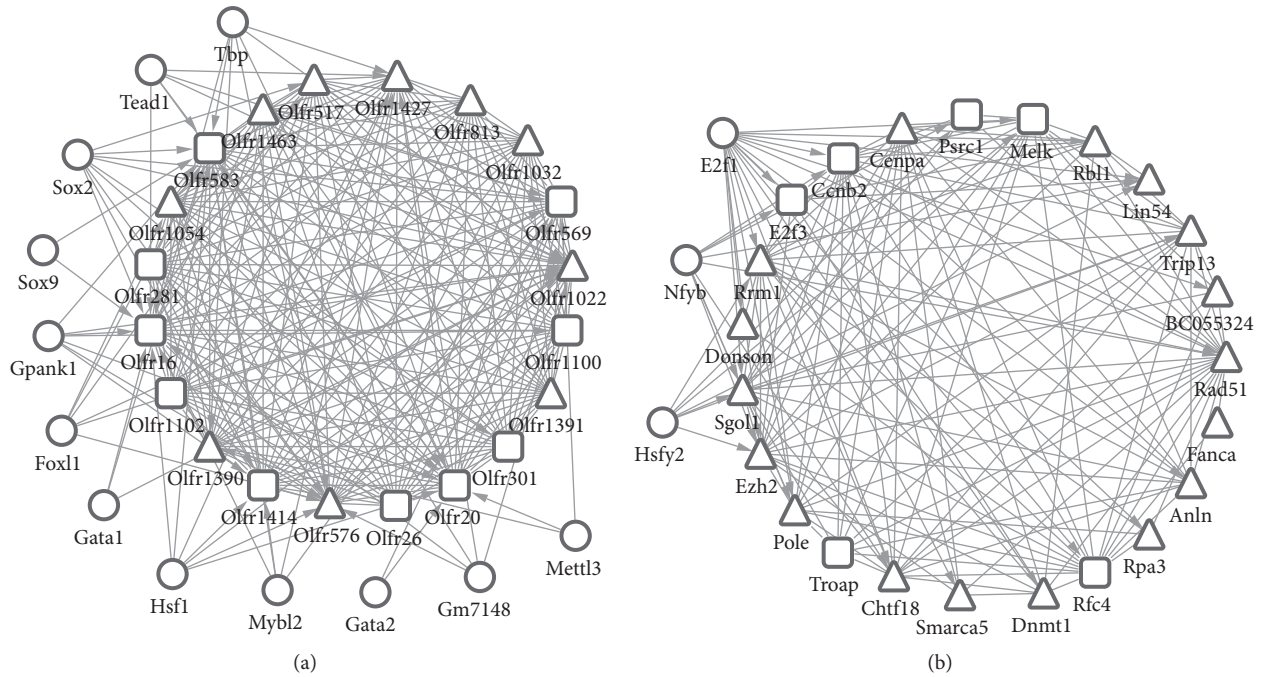 Tbp
Tead1
Olfr517
Olfr1427
Olfr1463
Olfr813
Olfr1032
Sox2
Olfr583
Olfr1054
Olfr569
Sox9
Olfr281
Olfr1022
Gpank1
Olfr16
Olfr1100
Olfr1102
Olfr1391
Foxl1
Olfr1390
Olfr301
Olfr1414
Olfr576
Olfr26
Olfr20
Gata1
Mettl3
Hsf1
Mybl2
Gata2
Gm7148
(a)
E2f1
Cenpa
Psrc1
Melk
Rbl1
Ccnb2
Lin54
E2f3
Trip13
Nfyb
Rrm1
BC055324
Donson
Rad51
Sgol1
Hsfy2
Fanca
Ezh2
Anln
Pole
Rpa3
Troap
Chtf18
Smarca5
Dnmt1
Rfc4
(b)